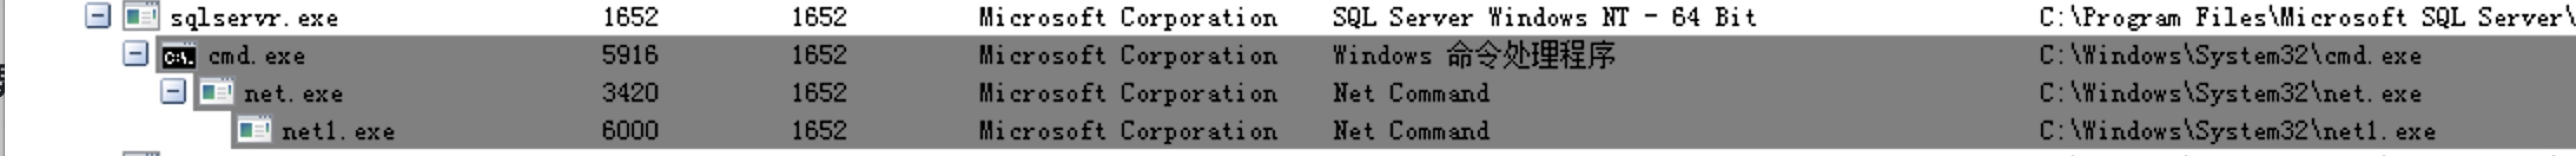 sqlservr.exe 1652 1652 Microsoft Corporation SQL Server Windows NT - 64 Bit C:\Program Files\Microsoft SQL Server\
cmd.exe 5916 1652 Microsoft Corporation Windows 命令处理程序 C:\Windows\System32\cmd.exe
net.exe 3420 1652 Microsoft Corporation Net Command C:\Windows\System32\net.exe
net1.exe 6000 1652 Microsoft Corporation Net Command C:\Windows\System32\net1.exe